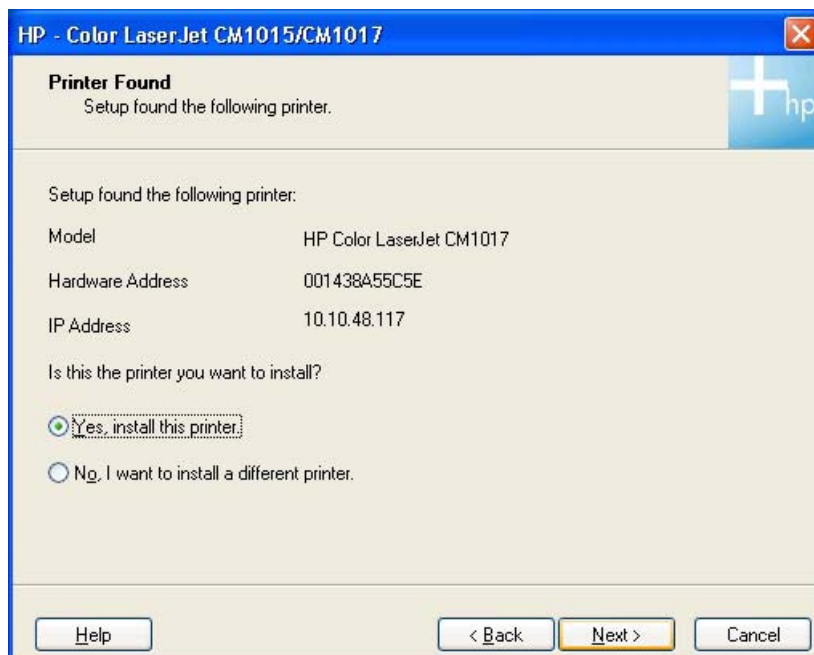 HP - Color LaserJet CM1015/CM1017
Printer Found
Setup found the following printer.
hp
Setup found the following printer:
Model HP Color LaserJet CM1017
Hardware Address 001438A55C5E
IP Address 10.10.48.117
Is this the printer you want to install?
Yes, install this printer.
No, I want to install a different printer.
Help < Back Next > Cancel